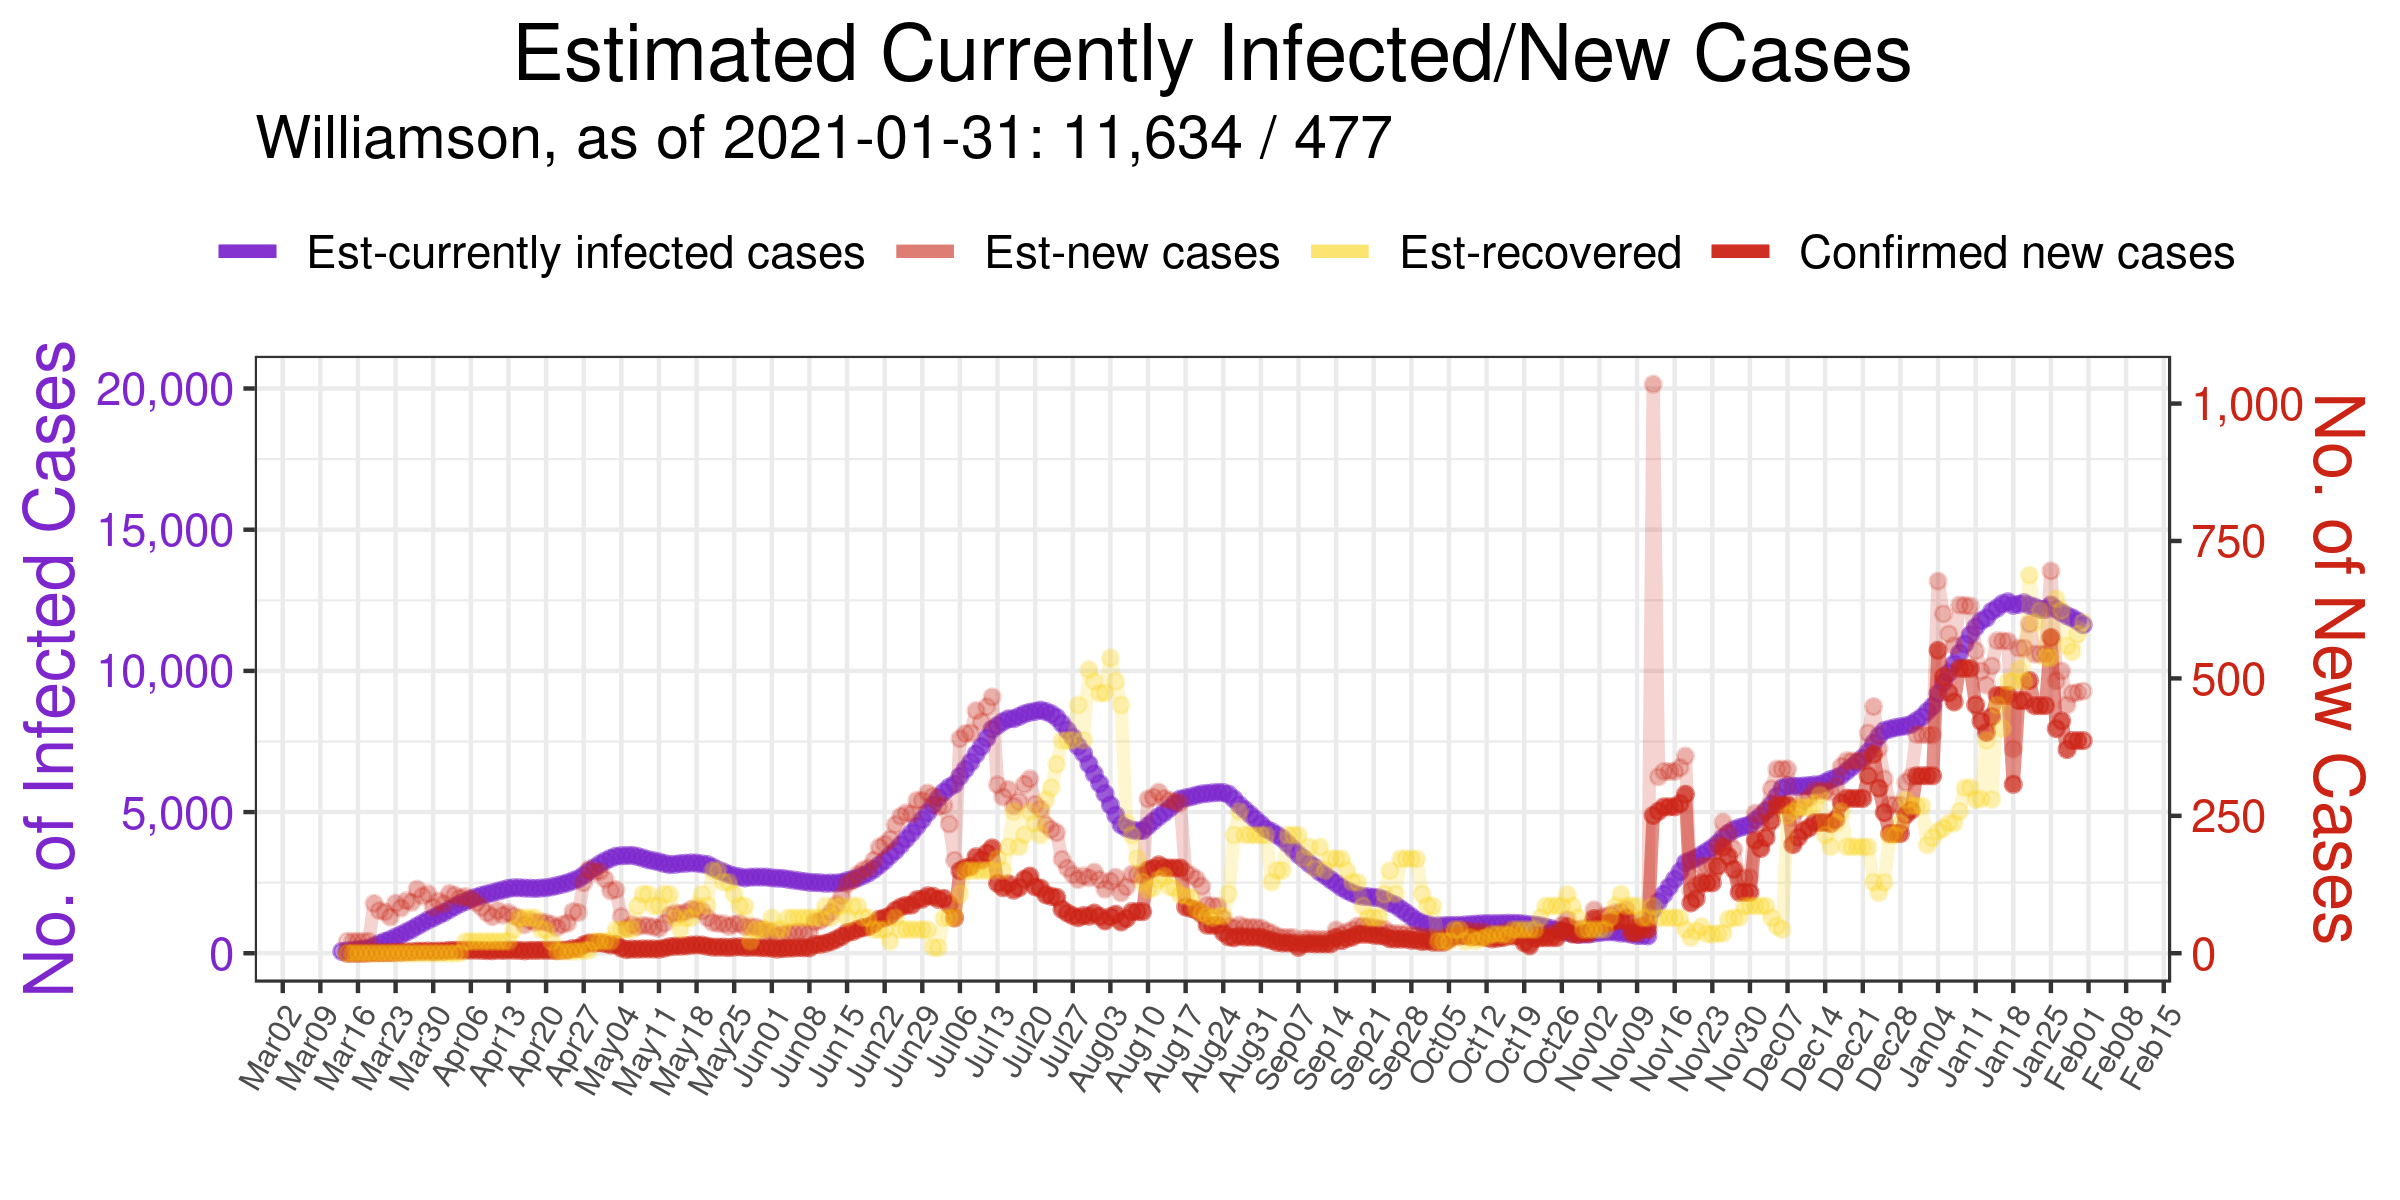 Estimated Currently Infected/New Cases
Williamson, as of 2021-01-31: 11,634 / 477
Est-currently infected cases Est-new cases Est-recovered Confirmed new cases
No. of Infected Cases
20,000
15,000
10,000
5,000
0
1,000
750
500
250
0
No. of New Cases
Mar02 Mar09 Mar16 Mar23 Mar30 Apr06 Apr13 Apr20 Apr27 May04 May11 May18 May25 Jun01 Jun08 Jun15 Jun22 Jun29 Jul06 Jul13 Jul20 Jul27 Aug03 Aug10 Aug17 Aug24 Aug31 Sep07 Sep14 Sep21 Sep28 Oct05 Oct12 Oct19 Oct26 Nov02 Nov09 Nov16 Nov23 Nov30 Dec07 Dec14 Dec21 Dec28 Jan04 Jan11 Jan18 Jan25 Feb01 Feb08 Feb15